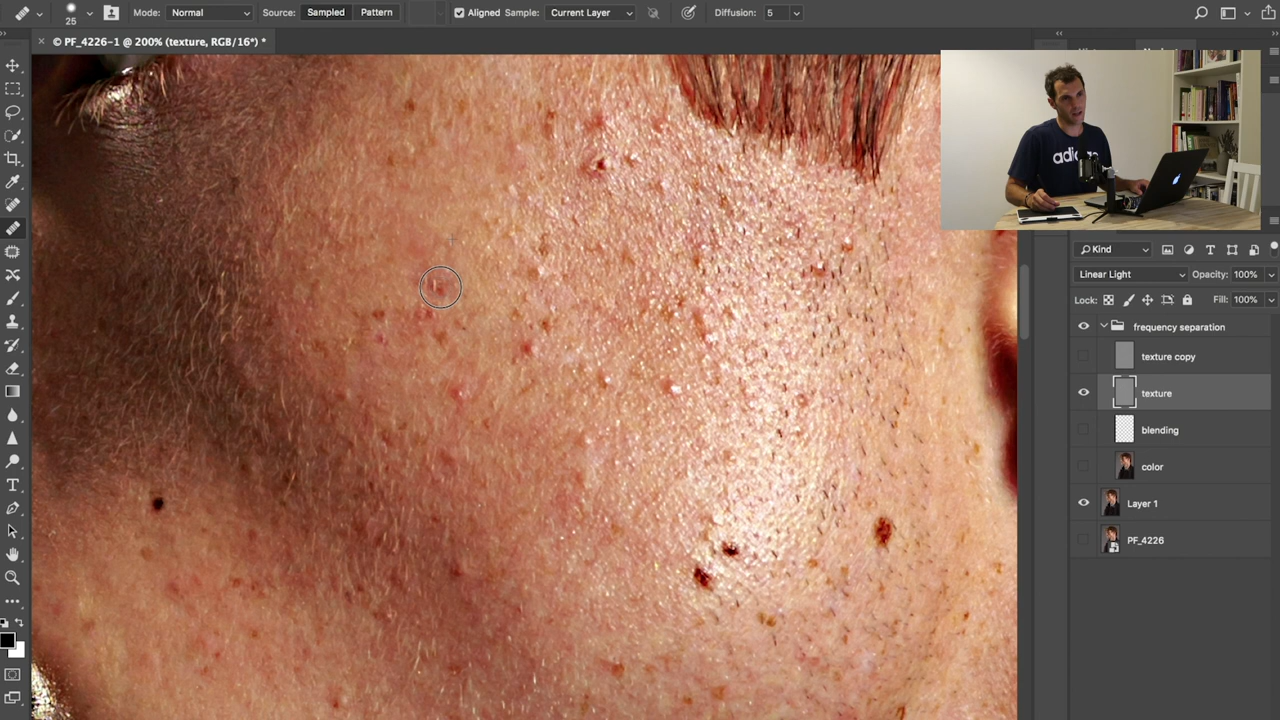 25
Mode: Normal
Source: Sampled Pattern
Aligned Sample: Current Layer
Diffusion: 5
© PF_4226-1 @ 200% (texture, RGB/16*) *
Kind
Linear Light
Opacity: 100%
Lock:
Fill: 100%
frequency separation
texture copy
texture
blending
color
Layer 1
PF_4226